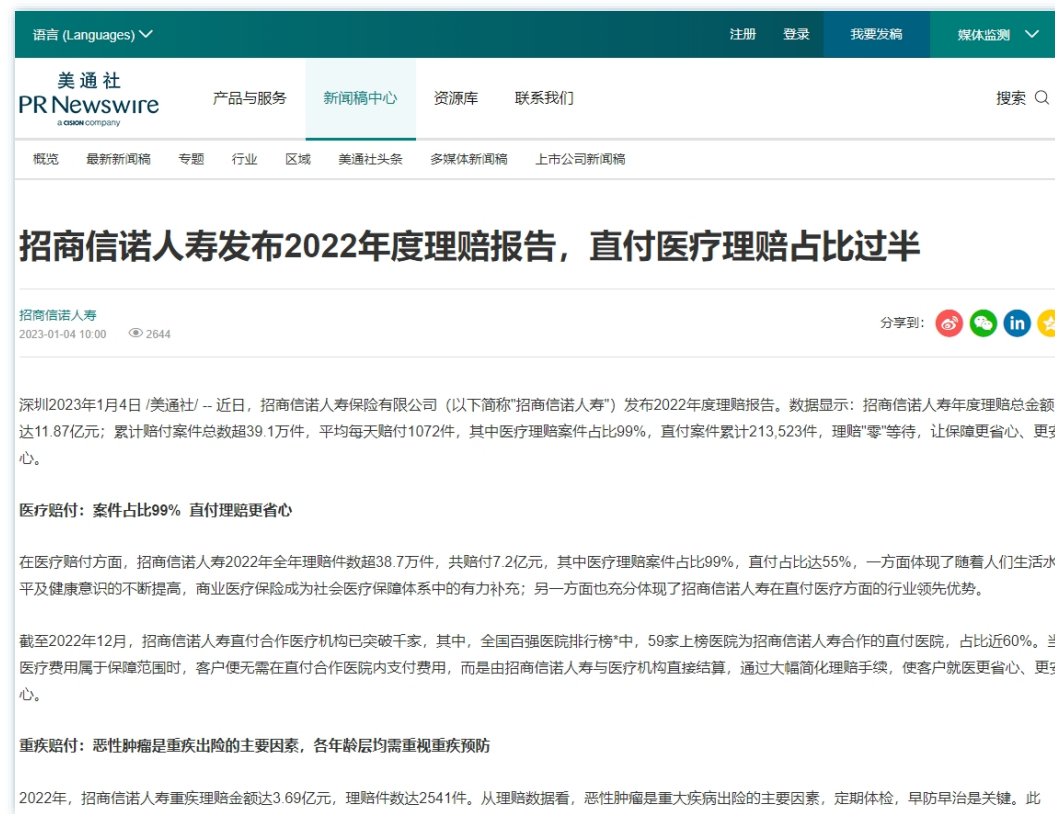 语言 (Languages)
注册 登录 我要发稿 媒体监测
美通社
PR Newswire
a CISION company
产品与服务 新闻稿中心 资源库 联系我们
搜索
概览 最新新闻稿 专题 行业 区域 美通社头条 多媒体新闻稿 上市公司新闻稿
招商信诺人寿发布2022年度理赔报告，直付医疗理赔占比过半
招商信诺人寿
2023-01-04 10:00 2644
分享到：
in
深圳2023年1月4日 /美通社/ -- 近日，招商信诺人寿保险有限公司（以下简称"招商信诺人寿"）发布2022年度理赔报告。数据显示：招商信诺人寿年度理赔总金额
达11.87亿元；累计赔付案件总数超39.1万件，平均每天赔付1072件，其中医疗理赔案件占比99%，直付案件累计213,523件，理赔"零"等待，让保障更省心、更安
心。
医疗赔付：案件占比99% 直付理赔更省心
在医疗赔付方面，招商信诺人寿2022年全年理赔件数超38.7万件，共赔付7.2亿元，其中医疗理赔案件占比99%，直付占比达55%，一方面体现了随着人们生活水
平及健康意识的不断提高，商业医疗保险成为社会医疗保障体系中的有力补充；另一方面也充分体现了招商信诺人寿在直付医疗方面的行业领先优势。
截至2022年12月，招商信诺人寿直付合作医疗机构已突破千家，其中，全国百强医院排行榜*中，59家上榜医院为招商信诺人寿合作的直付医院，占比近60%。当
医疗费用属于保障范围时，客户便无需在直付合作医院内支付费用，而是由招商信诺人寿与医疗机构直接结算，通过大幅简化理赔手续，使客户就医更省心、更安
心。
重疾赔付：恶性肿瘤是重疾出险的主要因素，各年龄层均需重视重疾预防
2022年，招商信诺人寿重疾理赔金额达3.69亿元，理赔件数达2541件。从理赔数据看，恶性肿瘤是重大疾病出险的主要因素，定期体检，早防早治是关键。此